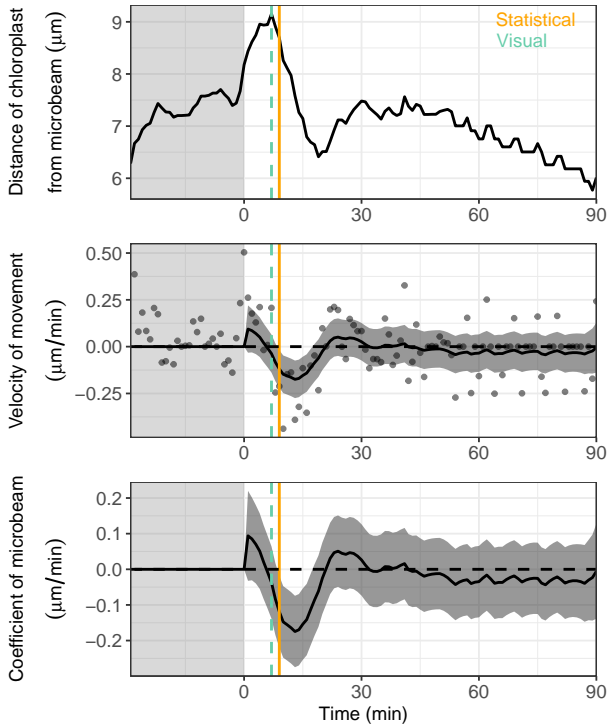 Distance of chloroplast
from microbeam (μm)
9
8
7
6
Statistical
Visual
0
30
60
90
Velocity of movement
(μm/min)
0.50
0.25
0.00
−0.25
0
30
60
90
Coefficient of microbeam
(μm/min)
0.2
0.1
0.0
−0.1
−0.2
0
30
60
90
Time (min)